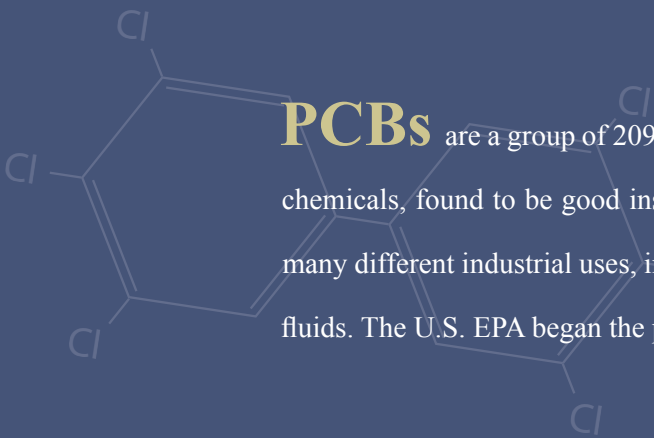 Cl
Cl
PCBs are a group of 209
Cl
chemicals, found to be good
many different industrial uses,
fluids. The U.S. EPA began the
Cl
Cl